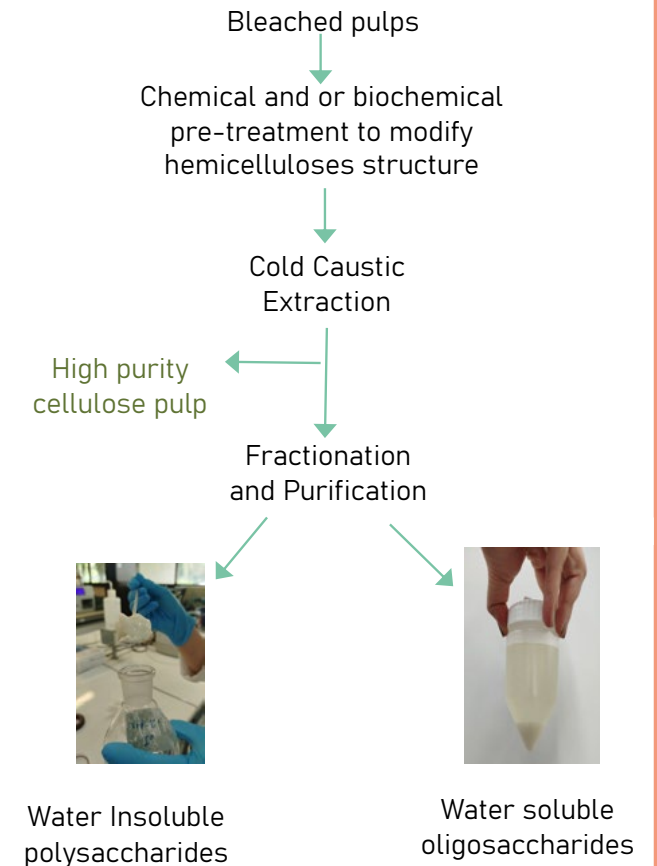 Bleached pulps
Chemical and or biochemical
pre-treatment to modify
hemicelluloses structure
Cold Caustic
Extraction
High purity
cellulose pulp
Fractionation
and Purification
Water Insoluble
polysaccharides
Water soluble
oligosaccharides